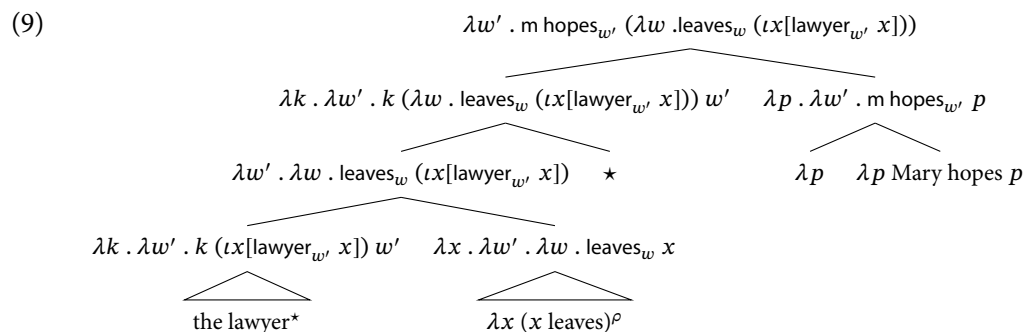 (9)
λw′ . m hopes_w′ (λw .leaves_w (ιx[lawyer_w′ x]))
λk . λw′ . k (λw . leaves_w (ιx[lawyer_w′ x])) w′ λp . λw′ . m hopes_w′ p
λw′ . λw . leaves_w (ιx[lawyer_w′ x]) ⋆ λp λp Mary hopes p
λk . λw′ . k (ιx[lawyer_w′ x]) w′ λx . λw′ . λw . leaves_w x
the lawyer⋆ λx (x leaves)ρ